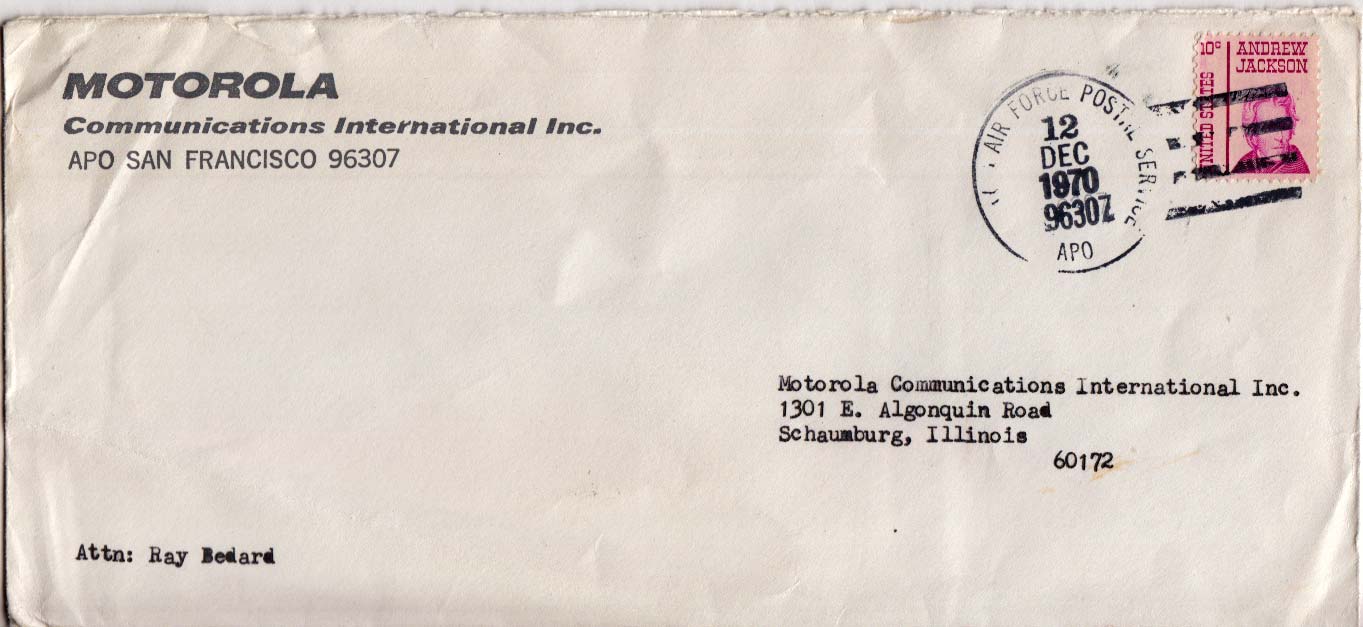 MOTOROLA
Communications International Inc.
APO SAN FRANCISCO 96307
AIR FORCE POSTAL SERVICE
12
DEC
1970
96307
APO
10c
ANDREW
JACKSON
UNITED STATES
Motorola Communications International Inc.
1301 E. Algonquin Road
Schaumburg, Illinois
60172
Attn: Ray Bedard